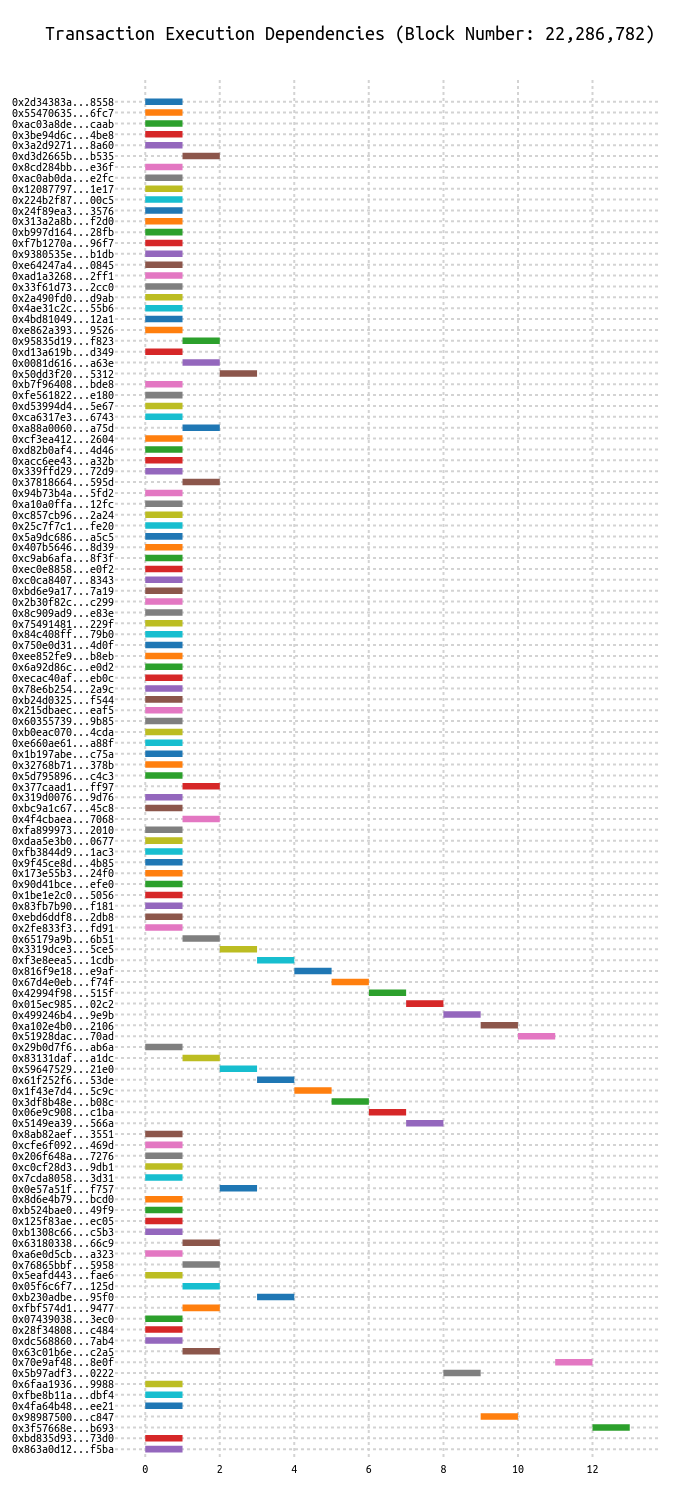 Transaction Execution Dependencies (Block Number: 22,286,782)
0x2d34383a...8558
0x55470635...6fc7
0xac03a8de...caab
0x3be94d6c...4be8
0x3a2d9271...8a60
0xd3d2665b...b535
0x8cd284bb...e36f
0xac0ab0da...e2fc
0x12087797...1e17
0x224b2f87...00c5
0x24f89ea3...3576
0x313a2a8b...f2d0
0xb997d164...28fb
0xf7b1270a...96f7
0x9380535e...b1db
0xe64247a4...0845
0xad1a3268...2ff1
0x33f61d73...2cc0
0x2a490fd0...d9ab
0x4ae31c2c...55b6
0x4bd81049...12a1
0xe862a393...9526
0x95835d19...f823
0xd13a619b...d349
0x0081d616...a63e
0x50dd3f20...5312
0xb7f96408...bde8
0xfe561822...e180
0xd53994d4...5e67
0xca6317e3...6743
0xa88a0060...a75d
0xcf3ea412...2604
0xd82b0af4...4d46
0xacc6ee43...a32b
0x339ffd29...72d9
0x37818664...595d
0x94b73b4a...5fd2
0xa10a0ffa...12fc
0xc857cb96...2a24
0x25c7f7c1...fe20
0x5a9dc686...a5c5
0x407b5646...8d39
0xc9ab6afa...8f3f
0xec0e8858...e0f2
0xc0ca8407...8343
0xbd6e9a17...7a19
0x2b30f82c...c299
0x8c909ad9...e83e
0x75491481...229f
0x84c408ff...79b0
0x750e0d31...4d0f
0xee852fe9...b8eb
0x6a92d86c...e0d2
0xecac40af...eb0c
0x78e6b254...2a9c
0xb24d0325...f544
0x215dbaec...eaf5
0x60355739...9b85
0xb0eac070...4cda
0xe660ae61...a88f
0x1b197abe...c75a
0x32768b71...378b
0x5d795896...c4c3
0x377caad1...ff97
0x319d0076...9d76
0xbc9a1c67...45c8
0x4f4cbaea...7068
0xfa899973...2010
0xdaa5e3b0...0677
0xfb3844d9...1ac3
0x9f45ce8d...4b85
0x173e55b3...24f0
0x90d41bce...efe0
0x1be1e2c0...5056
0x83fb7b90...f181
0xebd6ddf8...2db8
0x2fe833f3...fd91
0x65179a9b...6b51
0x3319dce3...5ce5
0xf3e8eea5...1cdb
0x816f9e18...e9af
0x67d4e0eb...f74f
0x42994f98...515f
0x015ec985...02c2
0x499246b4...9e9b
0xa102e4b0...2106
0x51928dac...70ad
0x29b0d7f6...ab6a
0x83131daf...a1dc
0x59647529...21e0
0x61f252f6...53de
0x1f43e7d4...5c9c
0x3df8b48e...b08c
0x06e9c908...c1ba
0x5149ea39...566a
0x8ab82aef...3551
0xcfe6f092...469d
0x206f648a...7276
0xc0cf28d3...9db1
0x7cda8058...3d31
0x0e57a51f...f757
0x8d6e4b79...bcd0
0xb524bae0...49f9
0x125f83ae...ec05
0xb1308c66...c5b3
0x63180338...66c9
0xa6e0d5cb...a323
0x76865bbf...5958
0x5eafd443...fae6
0x05f6c6f7...125d
0xb230adbe...95f0
0xfbf574d1...9477
0x07439038...3ec0
0x28f34808...c484
0xdc568860...7ab4
0x63c01b6e...c2a5
0x70e9af48...8e0f
0x5b97adf3...0222
0x6faa1936...9988
0xfbe8b11a...dbf4
0x4fa64b48...ee21
0x98987500...c847
0x3f57668e...b693
0xbd835d93...73d0
0x863a0d12...f5ba
0 2 4 6 8 10 12